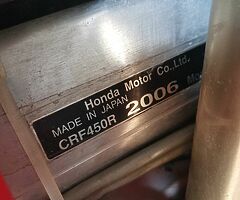 Honda Motor Co.,Ltd.
MADE IN JAPAN 2006
CRF450R